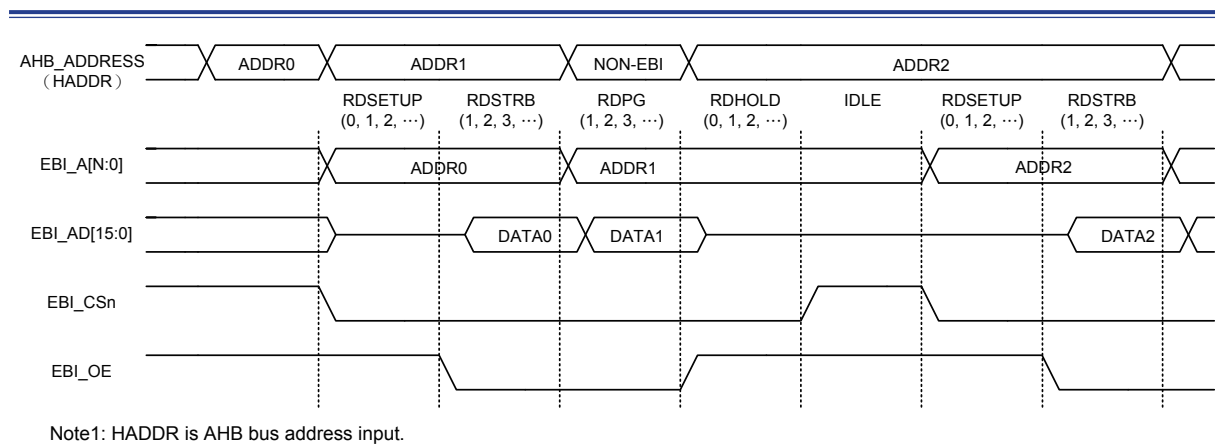 AHB_ADDRESS
（HADDR）
ADDR0 ADDR1 NON-EBI ADDR2
RDSETUP RDSTRB RDPG RDHOLD IDLE RDSETUP RDSTRB
(0, 1, 2, ⋯) (1, 2, 3, ⋯) (1, 2, 3, ⋯) (0, 1, 2, ⋯) (0, 1, 2, ⋯) (1, 2, 3, ⋯)
EBI_A[N:0] ADDR0 ADDR1 ADDR2
EBI_AD[15:0] DATA0 DATA1 DATA2
EBI_CSn
EBI_OE
Note1: HADDR is AHB bus address input.